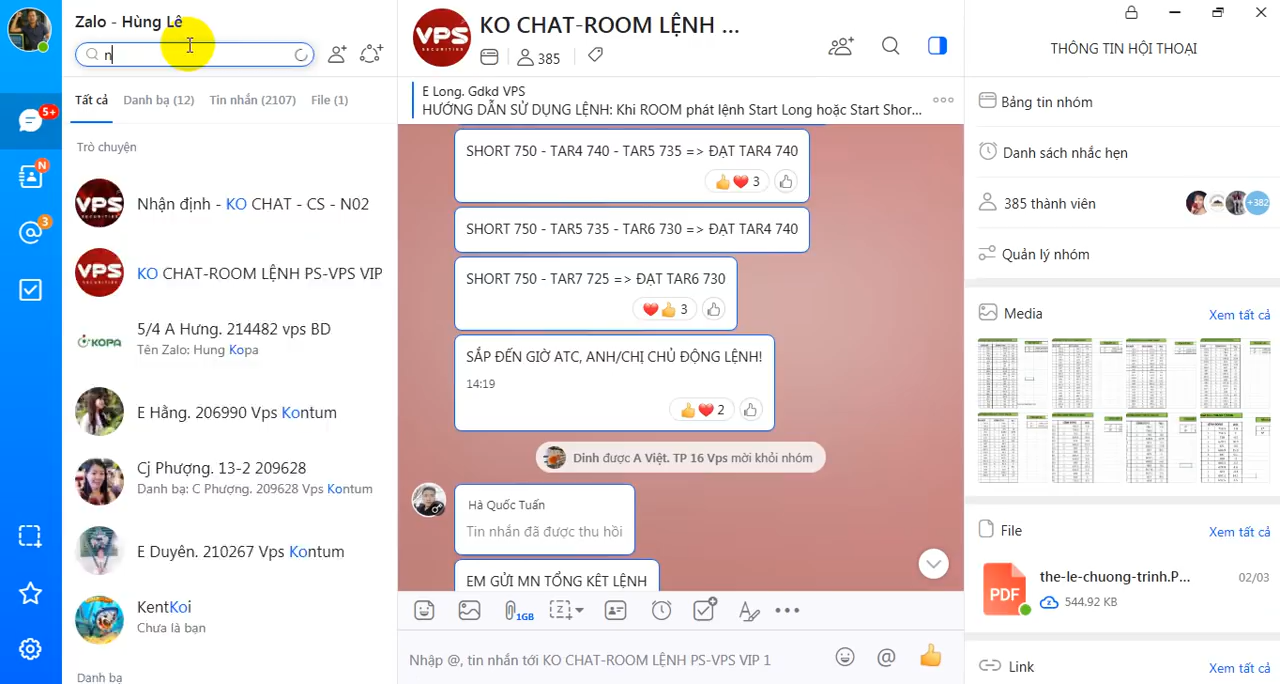 Zalo - Hùng Lê
n
Tất cả
Danh bạ (12)
Tin nhắn (2107)
File (1)
Trò chuyện
5+
N
3
VPS
SECURITIES
Nhận định - KO CHAT - CS - N02
VPS
SECURITIES
KO CHAT-ROOM LỆNH PS-VPS VIP
KOPA
5/4 A Hưng. 214482 vps BD
Tên Zalo: Hung Kopa
E Hằng. 206990 Vps Kontum
Cj Phượng. 13-2 209628
Danh bạ: C Phượng. 209628 Vps Kontum
E Duyên. 210267 Vps Kontum
KentKoi
Chưa là bạn
Danh bạ
VPS
SECURITIES
KO CHAT-ROOM LỆNH ...
385
E Long. Gdkd VPS
HƯỚNG DẪN SỬ DỤNG LỆNH: Khi ROOM phát lệnh Start Long hoặc Start Shor...
SHORT 750 - TAR4 740 - TAR5 735 => ĐẠT TAR4 740
3
SHORT 750 - TAR5 735 - TAR6 730 => ĐẠT TAR4 740
SHORT 750 - TAR7 725 => ĐẠT TAR6 730
3
SẮP ĐẾN GIỜ ATC, ANH/CHỊ CHỦ ĐỘNG LỆNH!
14:19
2
Dinh được A Việt. TP 16 Vps mời khỏi nhóm
Hà Quốc Tuấn
Tin nhắn đã được thu hồi
EM GỬI MN TỔNG KẾT LỆNH
1GB
Nhập @, tin nhắn tới KO CHAT-ROOM LỆNH PS-VPS VIP 1
THÔNG TIN HỘI THOẠI
Bảng tin nhóm
Danh sách nhắc hẹn
385 thành viên
+382
Quản lý nhóm
Media
Xem tất cả
File
Xem tất cả
PDF
the-le-chuong-trinh.P...
02/03
544.92 KB
Link
Xem tất cả